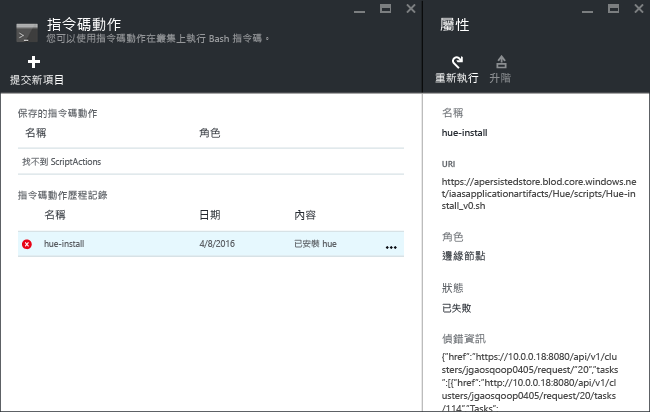 指令碼動作
您可以使用指令碼動作在叢集上執行 Bash 指令碼。
提交新項目
保存的指令碼動作
名稱 角色
找不到 ScriptActions
指令碼動作歷程記錄
名稱 日期 內容
hue-install 4/8/2016 已安裝 hue
屬性
重新執行 升階
名稱
hue-install
URI
https://apersistedstore.blod.core.windows.ne
t/iaasapplicationartifacts/Hue/scripts/Hue-in
stall_v0.sh
角色
邊緣節點
狀態
已失敗
偵錯資訊
{"href":"https://10.0.0.18:8080/api/v1/clu
sters/jgaosqoop0405/request/"20","tasks
":[{"href":"http://10.0.0.18:8080/api/v1/cl
usters/jgaosqoop0405/request/20/tasks
/114","Tasks":